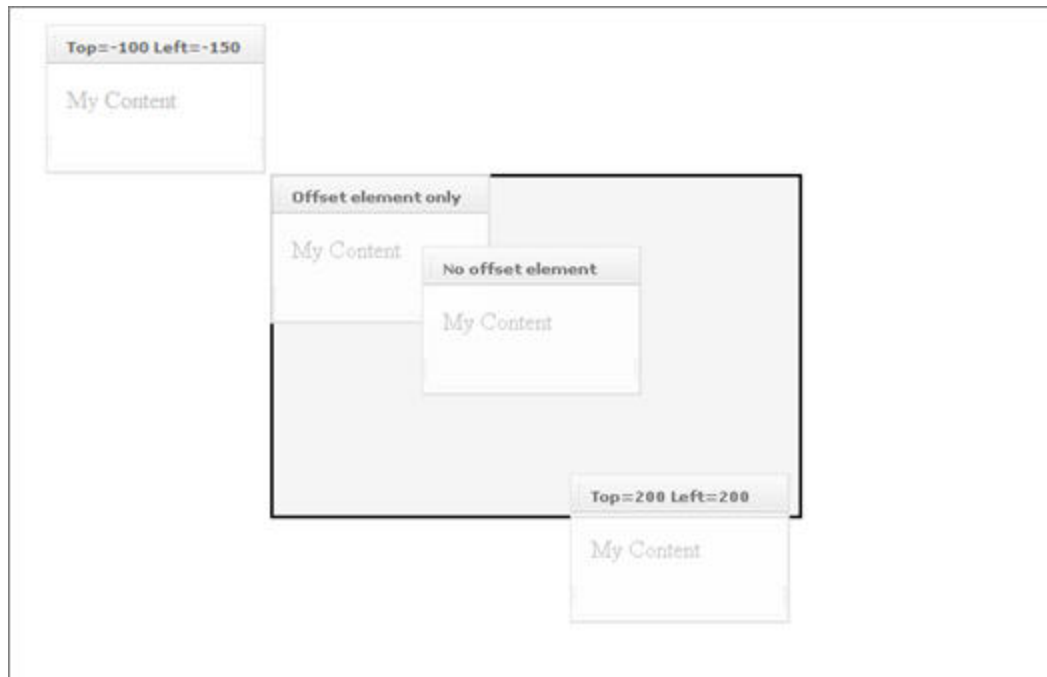 Top=-100 Left=-150
My Content
Offset element only
My Content
No offset element
My Content
Top=200 Left=200
My Content